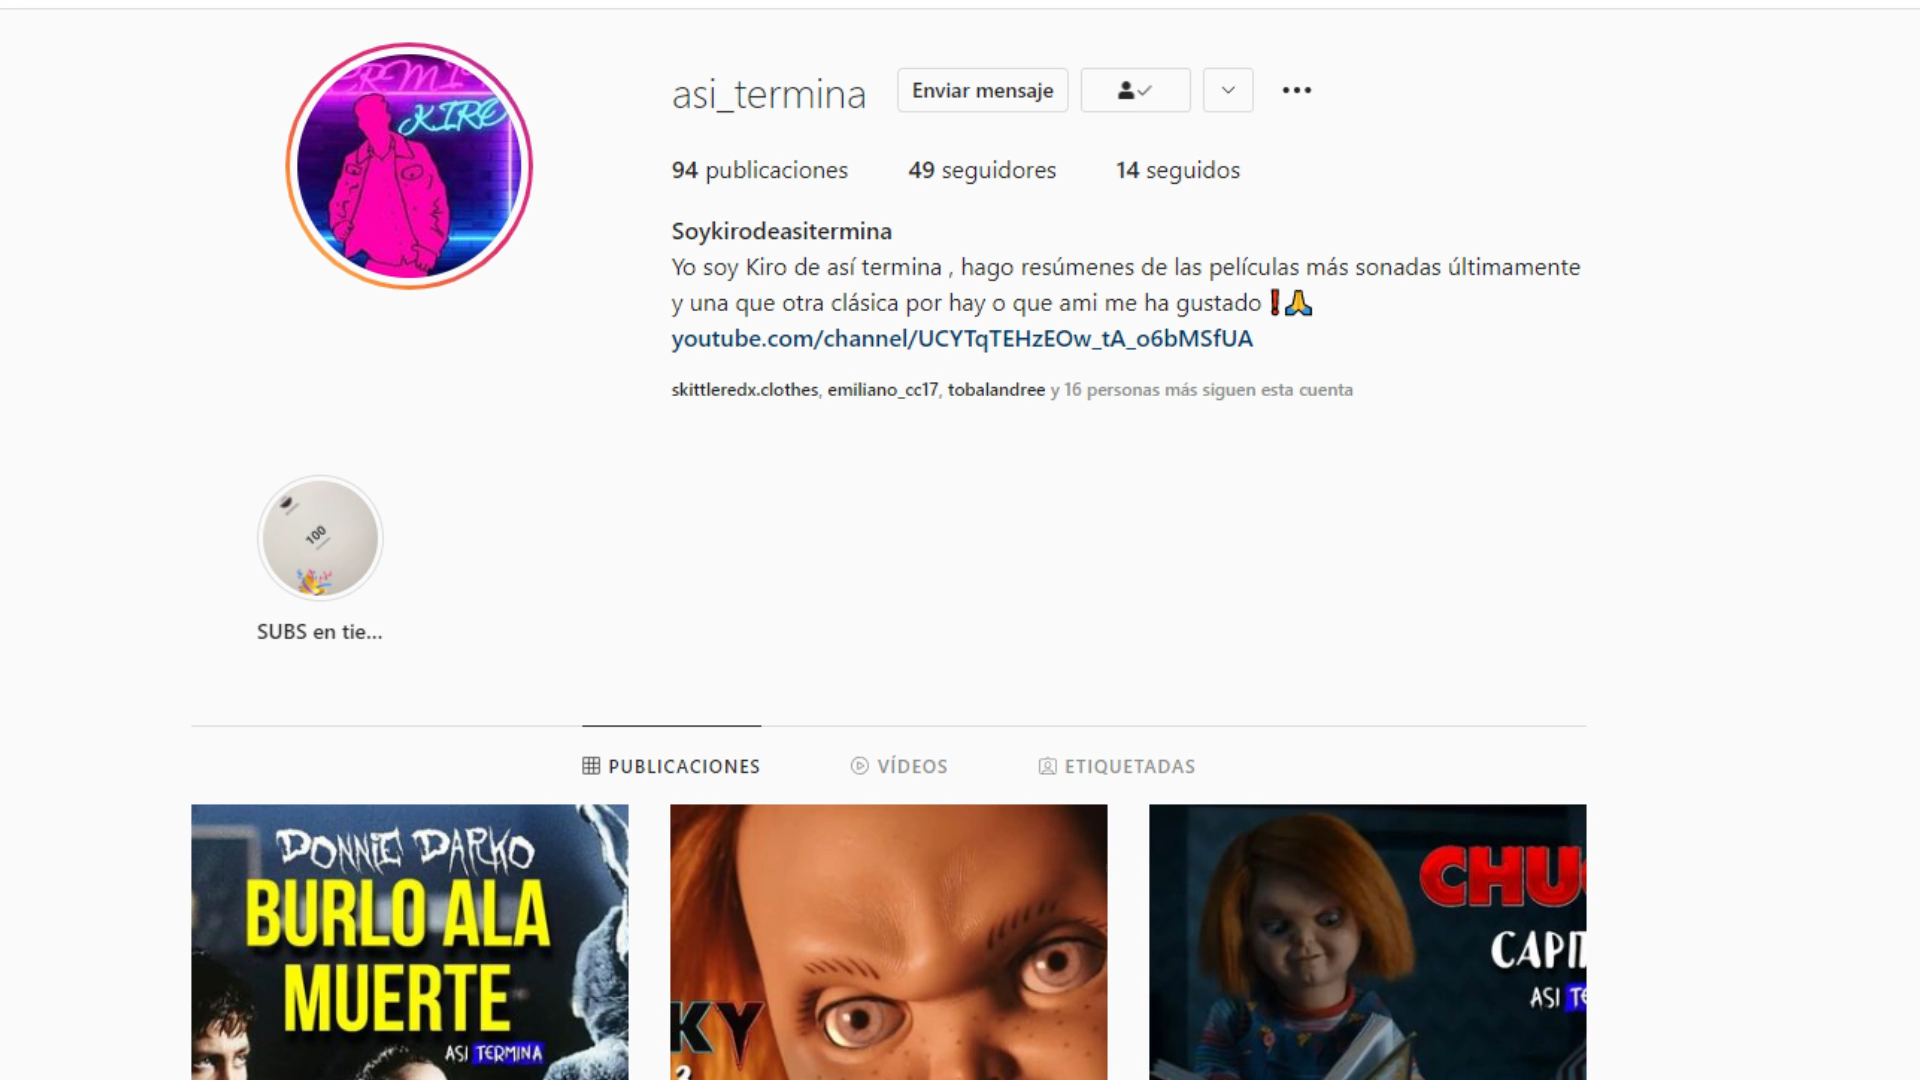 ERMI
KIRO
asi_termina
Enviar mensaje
94 publicaciones
49 seguidores
14 seguidos
Soykirodeasitermina
Yo soy Kiro de así termina , hago resúmenes de las películas más sonadas últimamente
y una que otra clásica por hay o que ami me ha gustado ❗🙏
youtube.com/channel/UCYTqTEHzEOw_tA_o6bMSfUA
skittleredx.clothes, emiliano_cc17, tobalandree y 16 personas más siguen esta cuenta
100
SUBS en tie...
PUBLICACIONES
VÍDEOS
ETIQUETADAS
DONNIE DARKO
BURLO ALA
MUERTE
ASI TERMINA
KY
2
CHU
CAPI
ASI TE